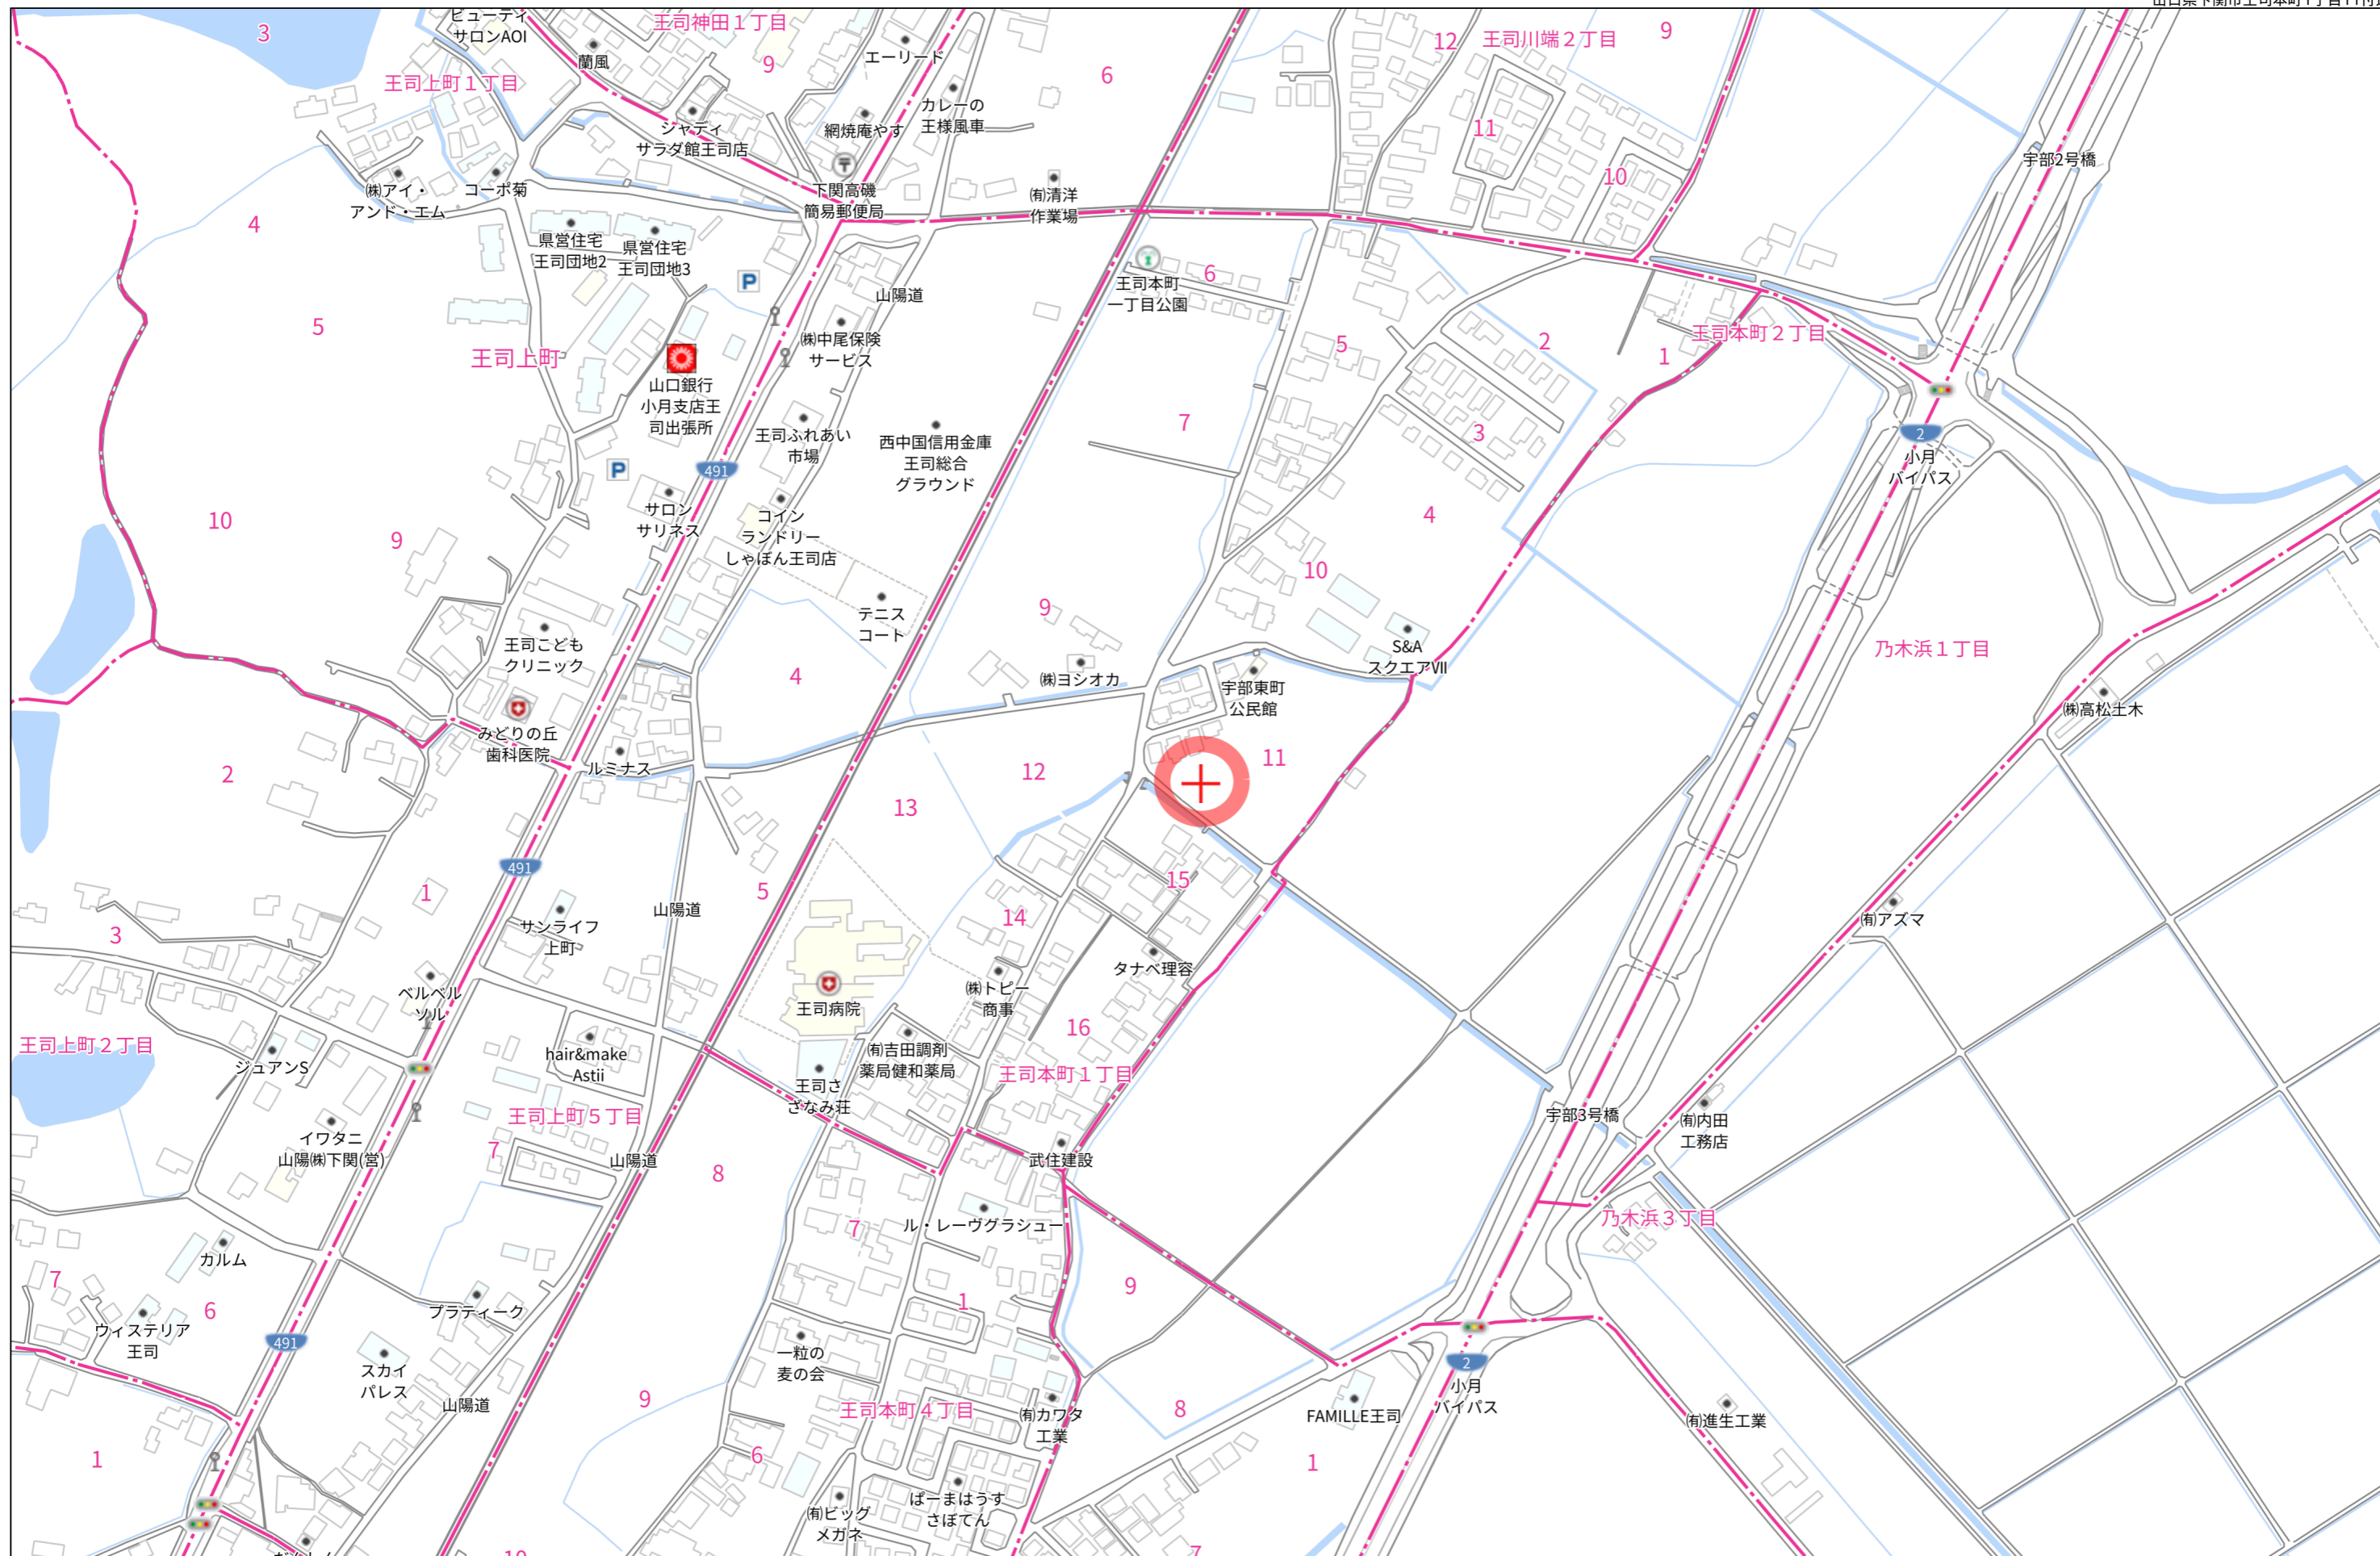 山口県下関市王司本町1丁目11付近
ビューティ
サロンAOI
王司神田１丁目
3
9
エーリード
6
12
王司川端２丁目
9
蘭風
王司上町１丁目
カレーの
王様風車
ジャディ
サラダ館王司店
網焼庵やす
11
宇部2号橋
10
㈱アイ・
アンド・エム
コーポ菊
下関高磯
簡易郵便局
㈲清洋
作業場
4
県営住宅
王司団地2
県営住宅
王司団地3
P
山陽道
王司本町
一丁目公園
6
5
王司上町
㈱中尾保険
サービス
5
2
1
王司本町２丁目
山口銀行
小月支店王
司出張所
王司ふれあい
市場
西中国信用金庫
王司総合
グラウンド
7
3
2
小月
バイパス
P
491
サロン
サリネス
コイン
ランドリー
しゃぼん王司店
10
9
4
10
テニス
コート
9
王司こども
クリニック
S&A
スクエアⅦ
乃木浜１丁目
4
㈱ヨシオカ
宇部東町
公民館
㈱高松土木
みどりの丘
歯科医院
ルミナス
2
12
11
13
491
1
5
15
サンライフ
上町
山陽道
14
㈲アズマ
3
タナベ理容
ベルベル
ソル
王司病院
㈱トピー
商事
16
王司上町２丁目
ジュアンS
hair&make
Astii
㈲吉田調剤
薬局健和薬局
王司本町１丁目
王司さ
ざなみ荘
王司上町５丁目
イワタニ
山陽㈱下関(営)
7
山陽道
8
武住建設
宇部3号橋
㈲内田
工務店
乃木浜３丁目
7
ル・レーヴグラシュー
カルム
7
6
プラティーク
1
9
ウィステリア
王司
491
スカイ
パレス
一粒の
麦の会
2
小月
バイパス
山陽道
9
王司本町４丁目
㈲カワタ
工業
8
FAMILLE王司
㈲進生工業
1
6
1
㈲ビッグ
メガネ
ぱーまはうす
さぼてん
10
7